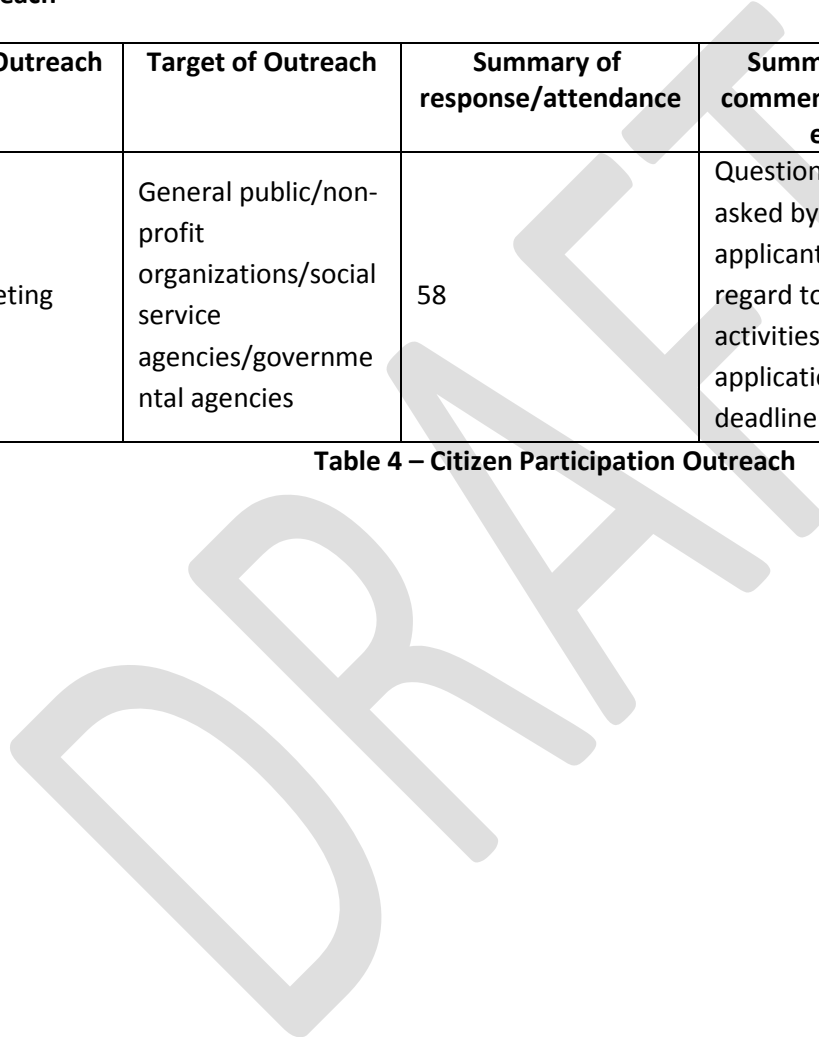 Outreach
Target of Outreach
Summary of
response/attendance
Summ
commen
e
eting
General public/non-
profit
organizations/social
service
agencies/governme
ntal agencies
58
Question
asked by
applicant
regard to
activities
applicatio
deadline
Table 4 – Citizen Participation Outreach
DRAFT